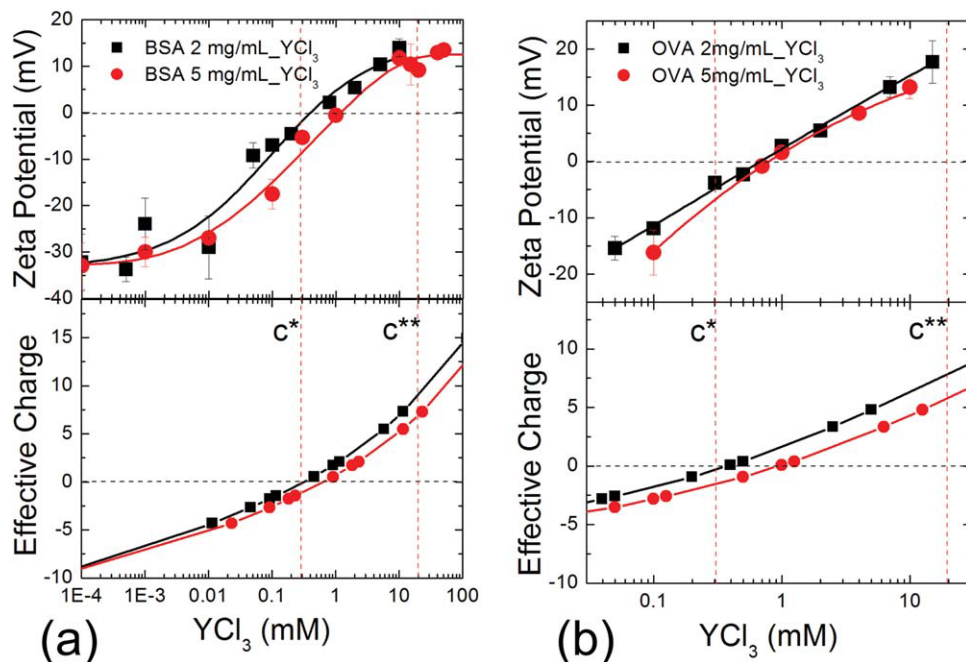 BSA 2 mg/mL_YCl3
BSA 5 mg/mL_YCl3
Zeta Potential (mV)
20
10
0
-10
-20
-30
-40
C*
C**
Effective Charge
15
10
5
0
-5
-10
1E-4 1E-3 0.01 0.1 1 10 100
YCl3 (mM)
(a)
OVA 2mg/mL_YCl3
OVA 5mg/mL_YCl3
Zeta Potential (mV)
20
10
0
-10
-20
C*
C**
Effective Charge
10
5
0
-5
-10
0.1 1 10
YCl3 (mM)
(b)